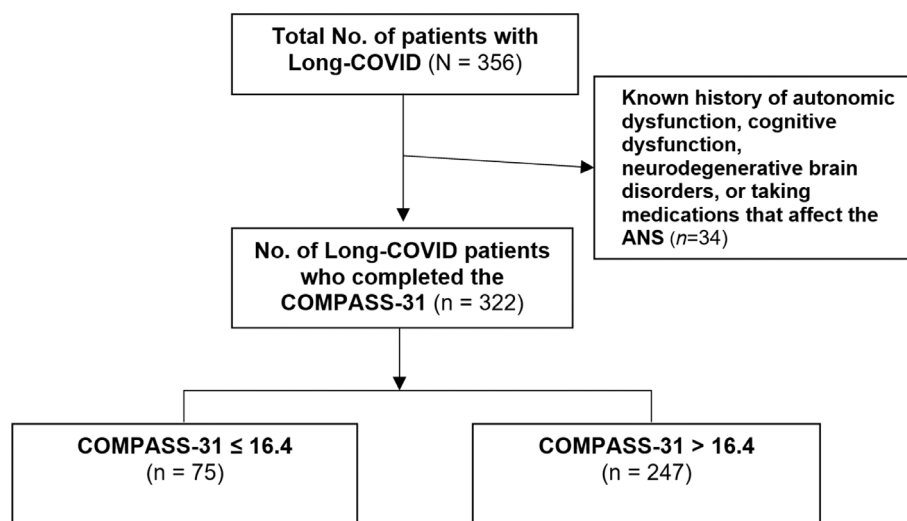 Total No. of patients with
Long-COVID (N = 356)
Known history of autonomic
dysfunction, cognitive
dysfunction,
neurodegenerative brain
disorders, or taking
medications that affect the
ANS (n=34)
No. of Long-COVID patients
who completed the
COMPASS-31 (n = 322)
COMPASS-31 ≤ 16.4
(n = 75)
COMPASS-31 > 16.4
(n = 247)